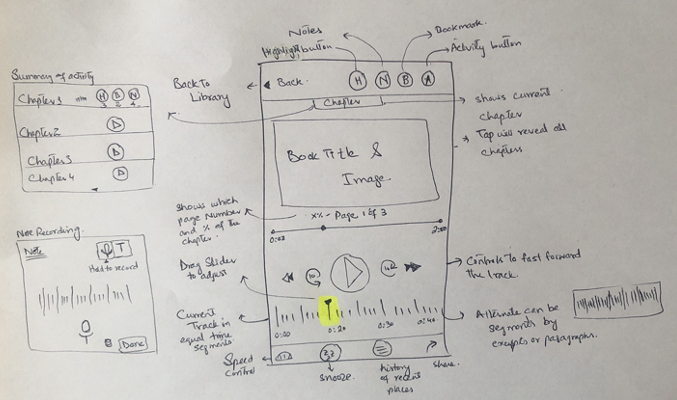 Notes
Bookmark.
Highlight button
Activity button
Summary of activity
Chapter 1
H B N
Chapter 2
Chapter 3
Chapter 4
Back To
Library
Back.
H N B A
Chapter
shows current
chapter
Tap will reveal all
chapters
Book Title &
Image.
shows which
page Number
and % of the
chapter.
x% - Page 1 of 3
0:03
2:00
Note Recording.
Note
T
Hold to record
Done
Drag Slider
to adjust
10
Controls to fast forward
the track.
Current
Track in
equal time
segments
0:00
0:20
0:30
0:40
Alternate can be
segments by
or paragraphs.
Speed
control
snooze.
history
of recent
places
share.